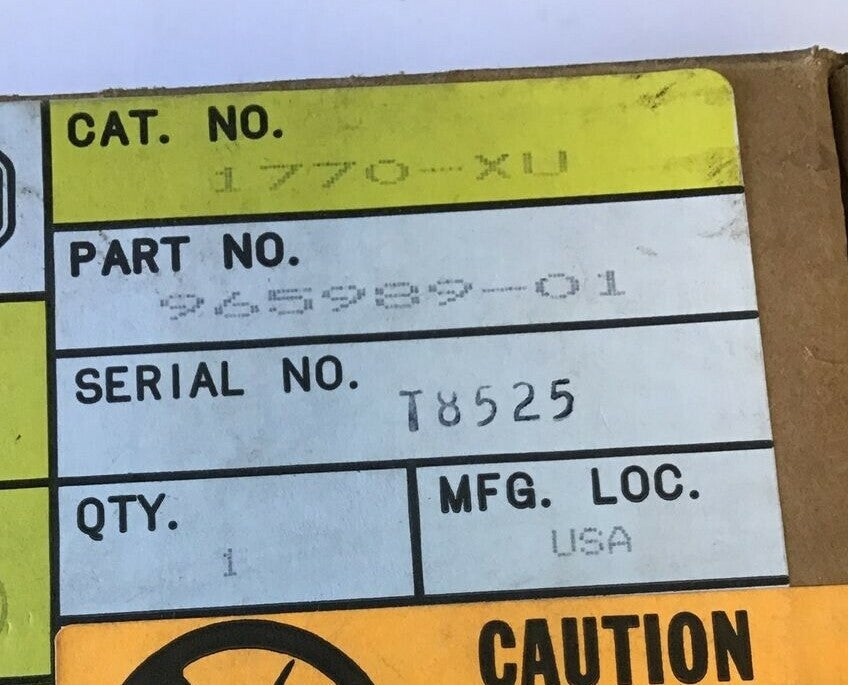 CAT. NO.
1770-XU
PART NO.
965989-01
SERIAL NO.
T8525
QTY.
1
MFG. LOC.
USA
CAUTION